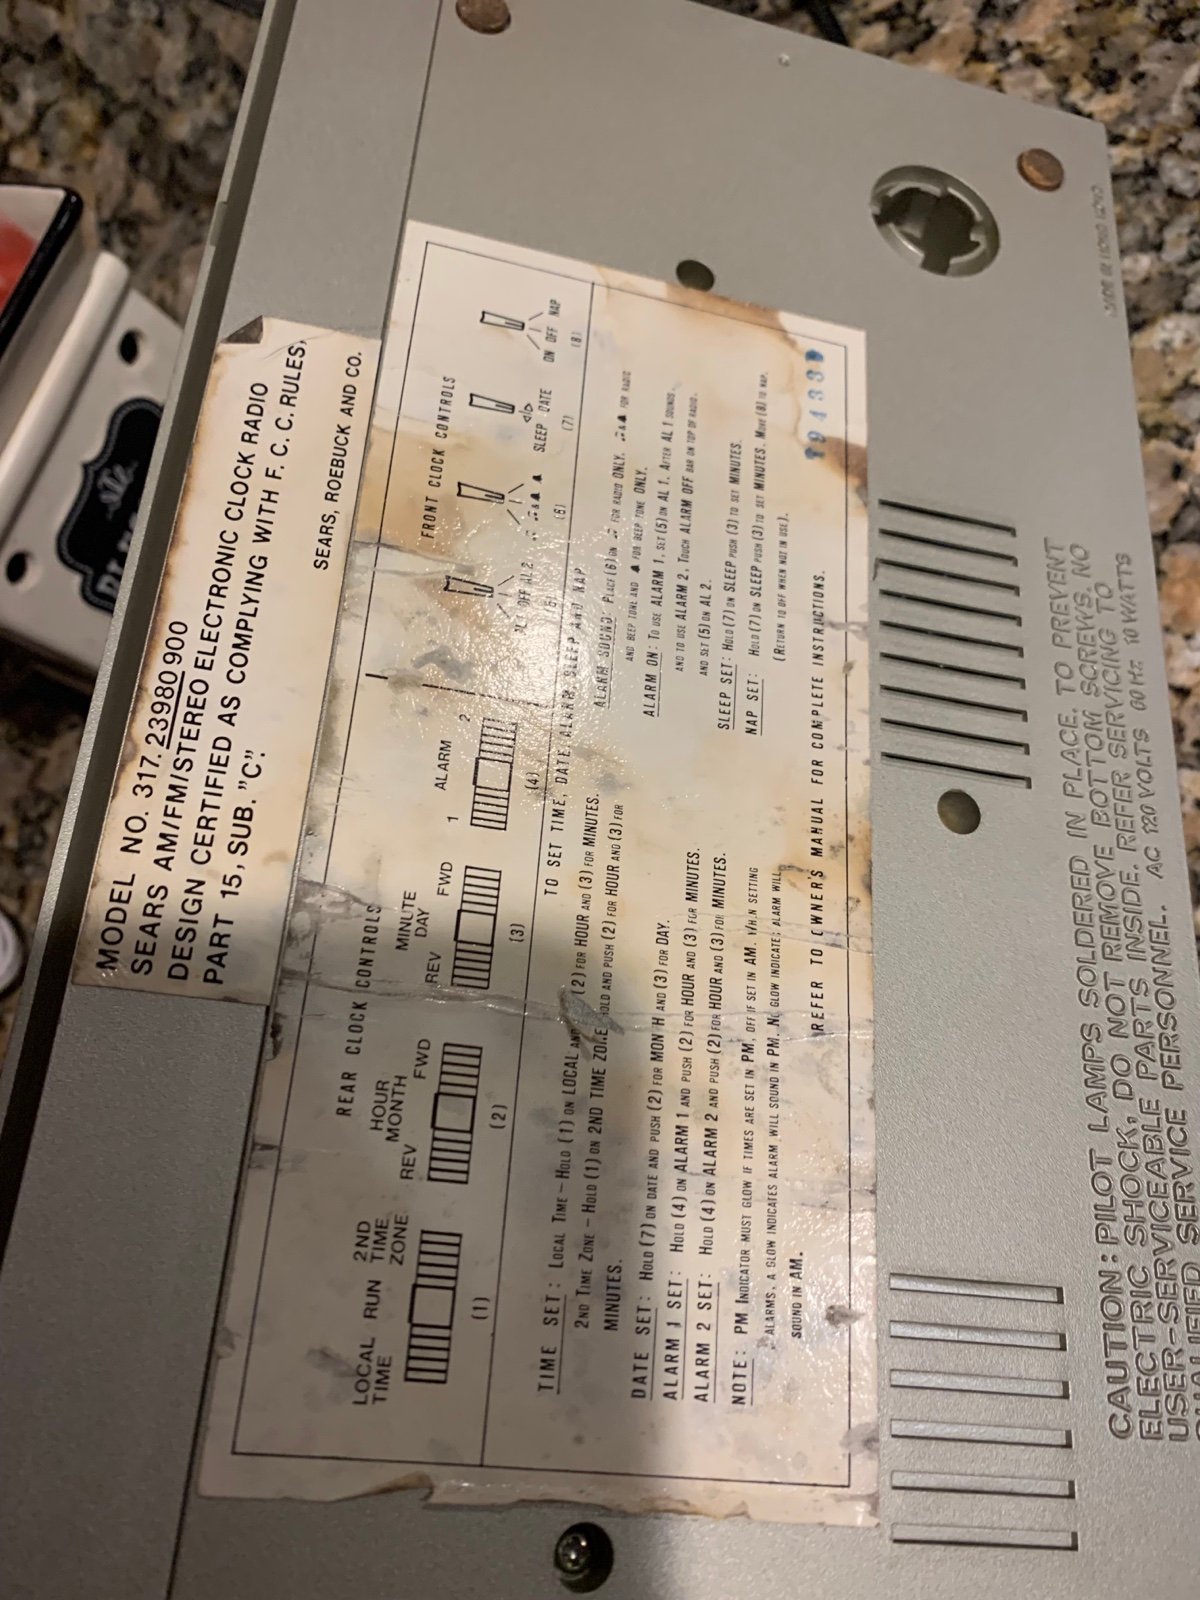 MODEL NO. 317.23980900
SEARS AM/FM/STEREO ELECTRONIC CLOCK RADIO
DESIGN CERTIFIED AS COMPLYING WITH F. C. C. RULES,
PART 15, SUB. "C".
SEARS, ROEBUCK AND CO.
REAR CLOCK CONTROLS
FRONT CLOCK CONTROLS
LOCAL TIME
RUN
2ND TIME ZONE
HOUR
MONTH
REV
FWD
MINUTE
DAY
REV
FWD
ALARM
1
2
OFF AL 2
SLEEP DATE
ON OFF NAP
(1)
(2)
(3)
(4)
(6)
(7)
(8)
TO SET TIME, DATE, ALARM, SLEEP AND NAP
TIME SET: LOCAL TIME – HOLD (1) ON LOCAL AND (2) FOR HOUR AND (3) FOR MINUTES.
2ND TIME ZONE – HOLD (1) ON 2ND TIME ZONE HOLD AND PUSH (2) FOR HOUR AND (3) FOR
MINUTES.
DATE SET: HOLD (7) ON DATE AND PUSH (2) FOR MON H AND (3) FOR DAY.
ALARM 1 SET: HOLD (4) ON ALARM 1 AND PUSH (2) FOR HOUR AND (3) FOR MINUTES.
ALARM 2 SET: HOLD (4) ON ALARM 2 AND PUSH (2) FOR HOUR AND (3) FOR MINUTES.
NOTE: PM INDICATOR MUST GLOW IF TIMES ARE SET IN PM, OFF IF SET IN AM. WHEN SETTING
ALARMS, A GLOW INDICATES ALARM WILL SOUND IN PM. NO GLOW INDICATES ALARM WILL
SOUND IN AM.
ALARM SOUND: PLACE (6) ON ♫ FOR RADIO ONLY. ♫ & 🔔 FOR RADIO
AND BEEP TONE AND 🔔 FOR BEEP TONE ONLY.
ALARM ON: TO USE ALARM 1, SET (5) ON AL 1. AFTER AL 1 SOUNDS,
AND TO USE ALARM 2, TOUCH ALARM OFF BAR ON TOP OF RADIO.
AND SET (5) ON AL 2.
SLEEP SET: HOLD (7) ON SLEEP PUSH (3) TO SET MINUTES.
NAP SET: HOLD (7) ON SLEEP PUSH (3) TO SET MINUTES. MOVE (8) TO NAP.
(RETURN TO OFF WHEN NOT IN USE).
REFER TO OWNER'S MANUAL FOR COMPLETE INSTRUCTIONS.
CAUTION: PILOT LAMPS SOLDERED IN PLACE. TO PREVENT
ELECTRIC SHOCK, DO NOT REMOVE BOTTOM SCREWS. NO
USER-SERVICEABLE PARTS INSIDE. REFER SERVICING TO
QUALIFIED SERVICE PERSONNEL. AC 120 VOLTS 60 Hz 10 WATTS